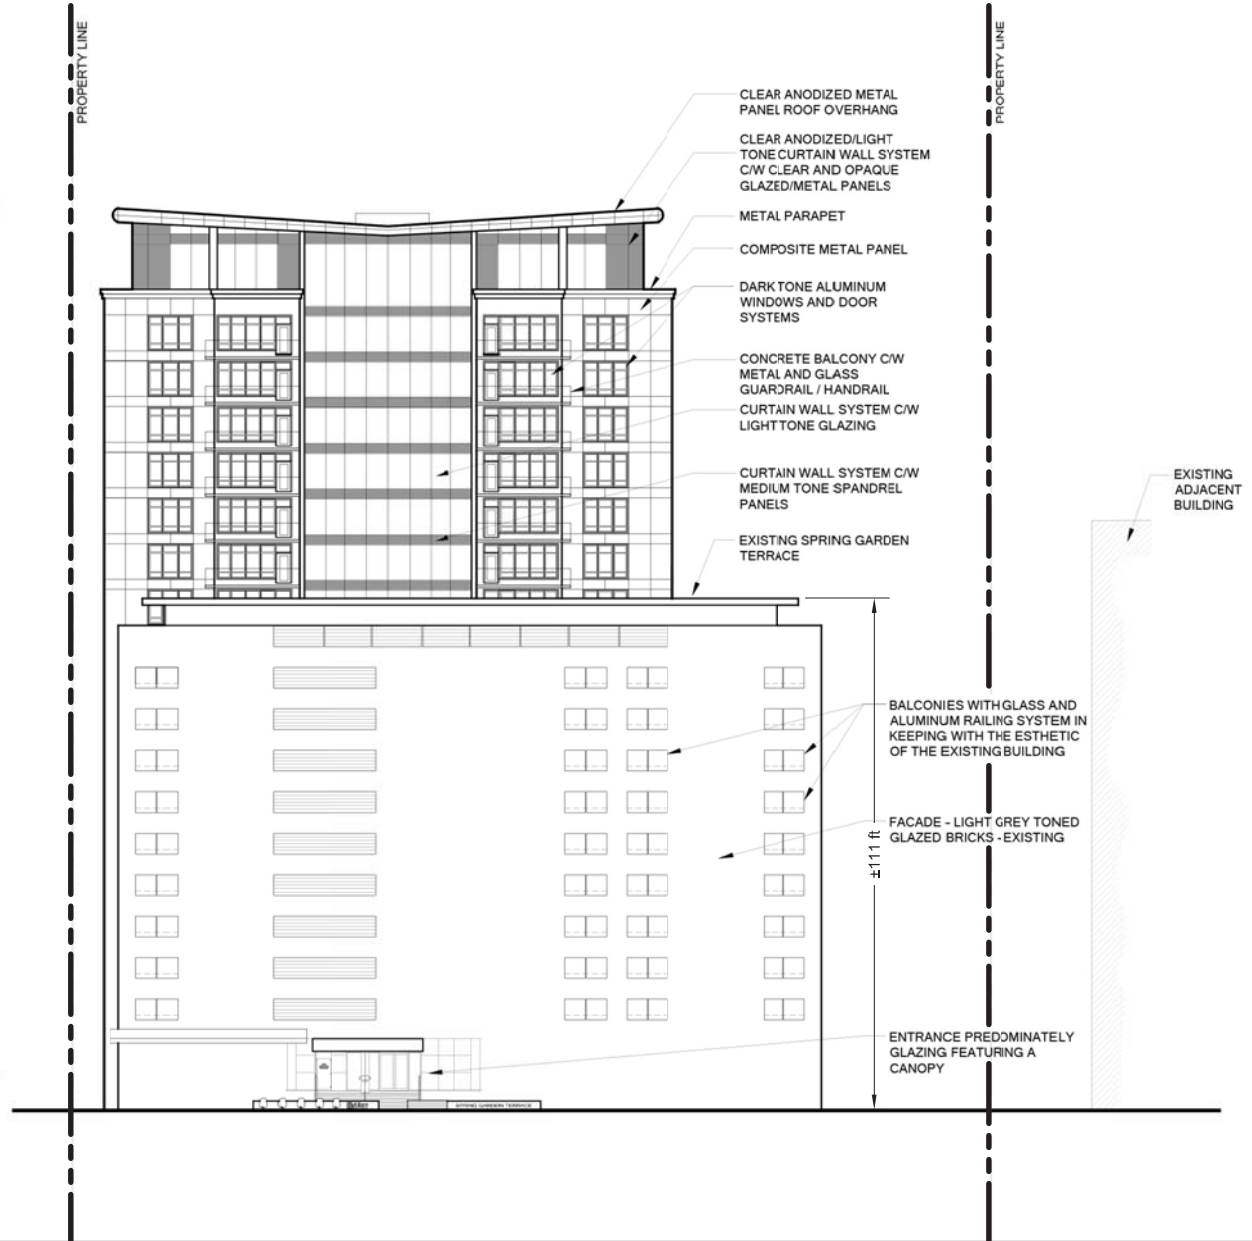 PROPERTY LINE
PROPERTY LINE
CLEAR ANODIZED METAL
PANEL ROOF OVERHANG
CLEAR ANODIZED/LIGHT
TONE CURTAIN WALL SYSTEM
C/W CLEAR AND OPAQUE
GLAZED/METAL PANELS
METAL PARAPET
COMPOSITE METAL PANEL
DARK TONE ALUMINUM
WINDOWS AND DOOR
SYSTEMS
CONCRETE BALCONY C/W
METAL AND GLASS
GUARDRAIL / HANDRAIL
CURTAIN WALL SYSTEM C/W
LIGHT TONE GLAZING
CURTAIN WALL SYSTEM C/W
MEDIUM TONE SPANDREL
PANELS
EXISTING
ADJACENT
BUILDING
EXISTING SPRING GARDEN
TERRACE
BALCONIES WITH GLASS AND
ALUMINUM RAILING SYSTEM IN
KEEPING WITH THE ESTHETIC
OF THE EXISTING BUILDING
FACADE - LIGHT GREY TONED
GLAZED BRICKS - EXISTING
±111 ft
ENTRANCE PREDOMINATELY
GLAZING FEATURING A
CANOPY
SPRING GARDEN TERRACE